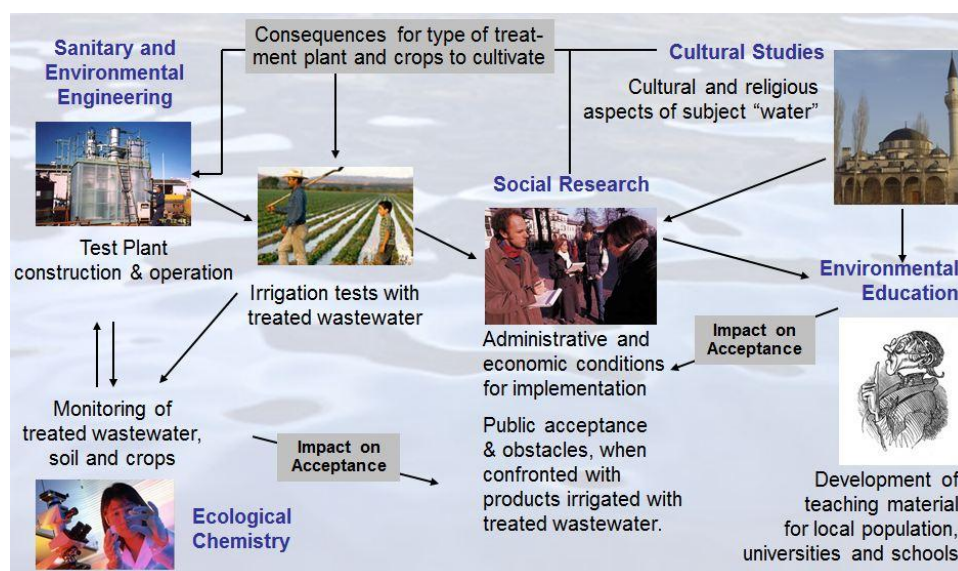 Sanitary and
Environmental
Engineering
Consequences for type of treat-
ment plant and crops to cultivate
Cultural Studies
Cultural and religious
aspects of subject “water”
Social Research
Test Plant
construction & operation
Irrigation tests with
treated wastewater
Environmental
Education
Administrative and
economic conditions
for implementation
Impact on
Acceptance
Monitoring of
treated wastewater,
soil and crops
Impact on
Acceptance
Public acceptance
& obstacles, when
confronted with
products irrigated with
treated wastewater.
Ecological
Chemistry
Development of
teaching material
for local population,
universities and schools